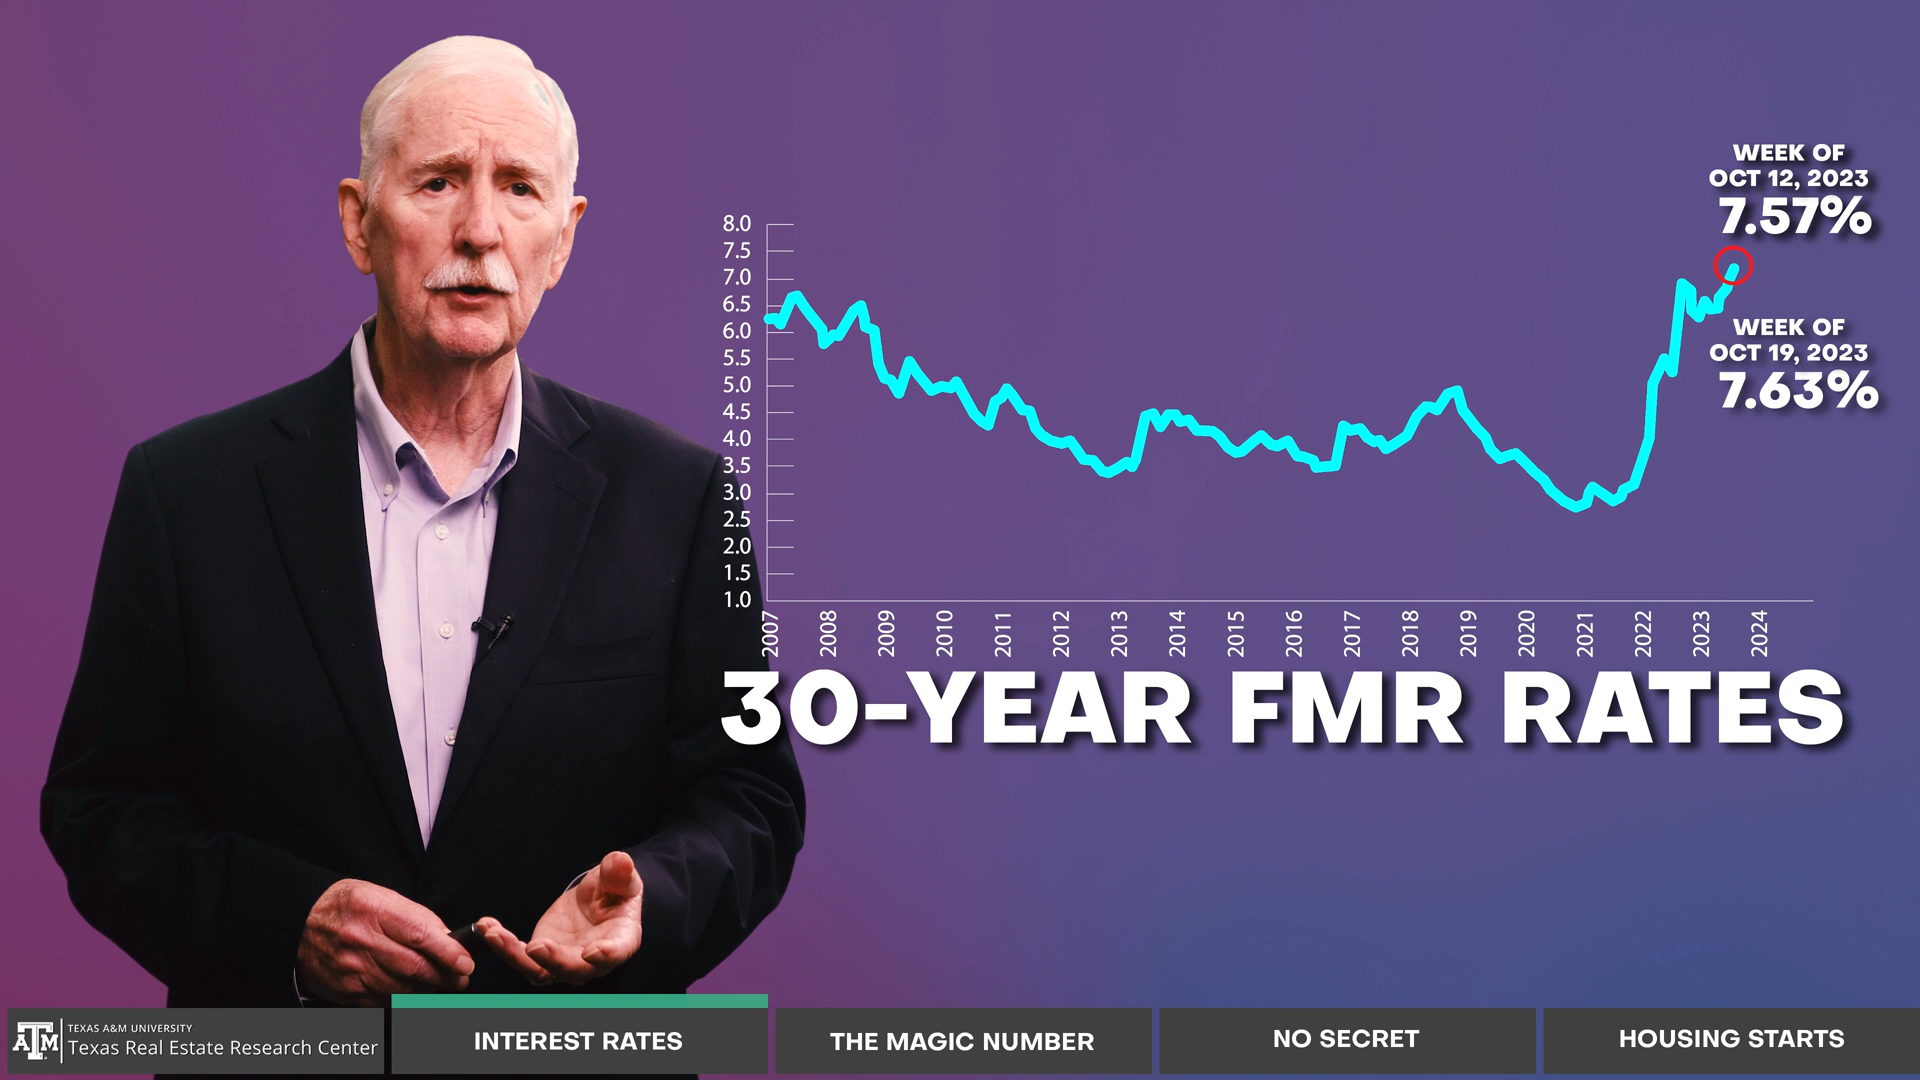 WEEK OF
OCT 12, 2023
7.57%
WEEK OF
OCT 19, 2023
7.63%
8.0
7.5
7.0
6.5
6.0
5.5
5.0
4.5
4.0
3.5
3.0
2.5
2.0
1.5
1.0
2007
2008
2009
2010
2011
2012
2013
2014
2015
2016
2017
2018
2019
2020
2021
2022
2023
2024
30-YEAR FMR RATES
ATM
TEXAS A&M UNIVERSITY
Texas Real Estate Research Center
INTEREST RATES
THE MAGIC NUMBER
NO SECRET
HOUSING STARTS